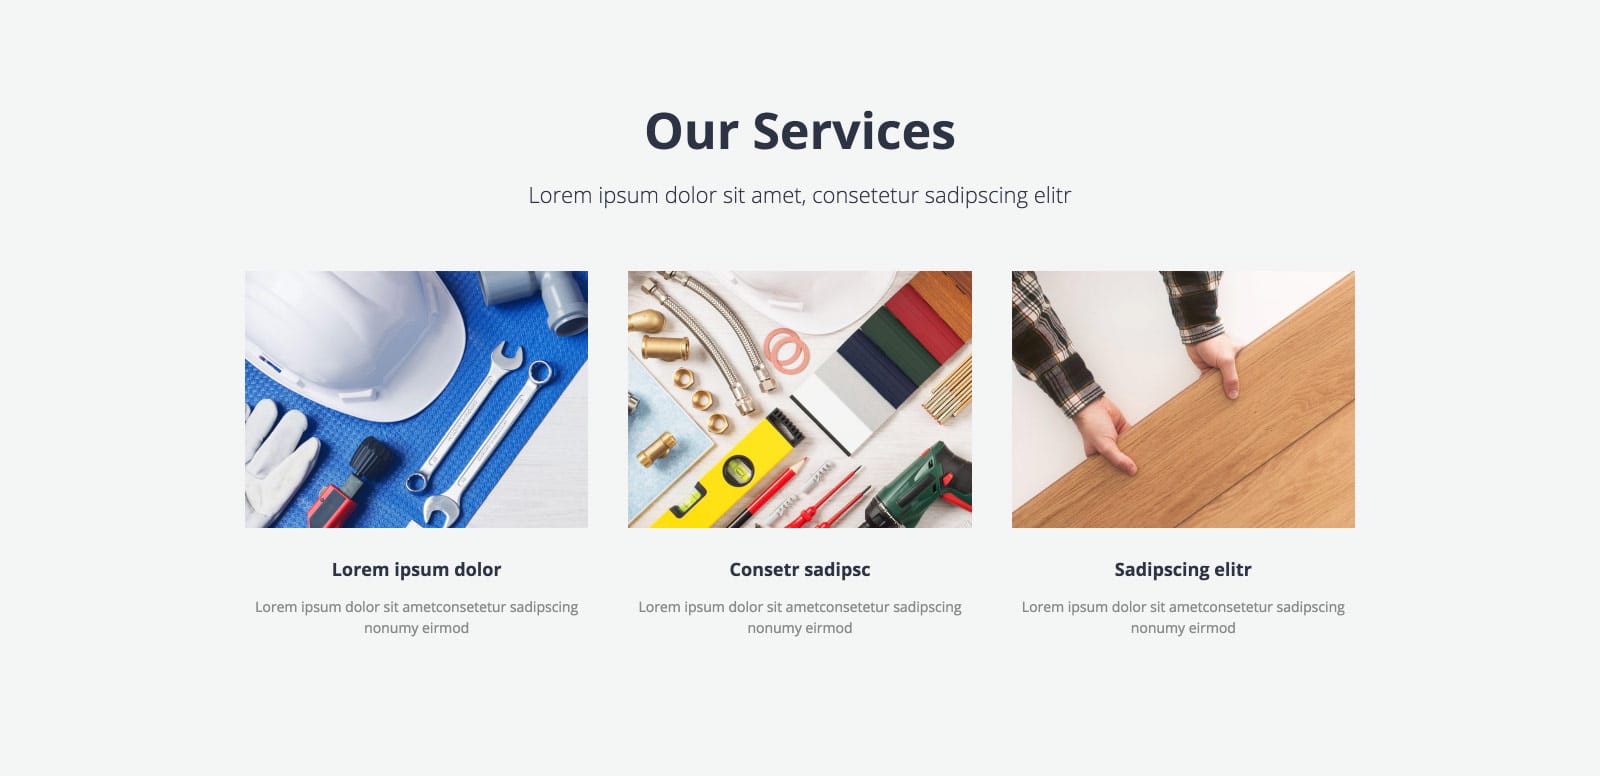 Our Services
Lorem ipsum dolor sit amet, consetetur sadipscing elitr
Lorem ipsum dolor
Lorem ipsum dolor sit ametconsetetur sadipscing
nonumy eirmod
Consetr sadipsc
Lorem ipsum dolor sit ametconsetetur sadipscing
nonumy eirmod
Sadipscing elitr
Lorem ipsum dolor sit ametconsetetur sadipscing
nonumy eirmod